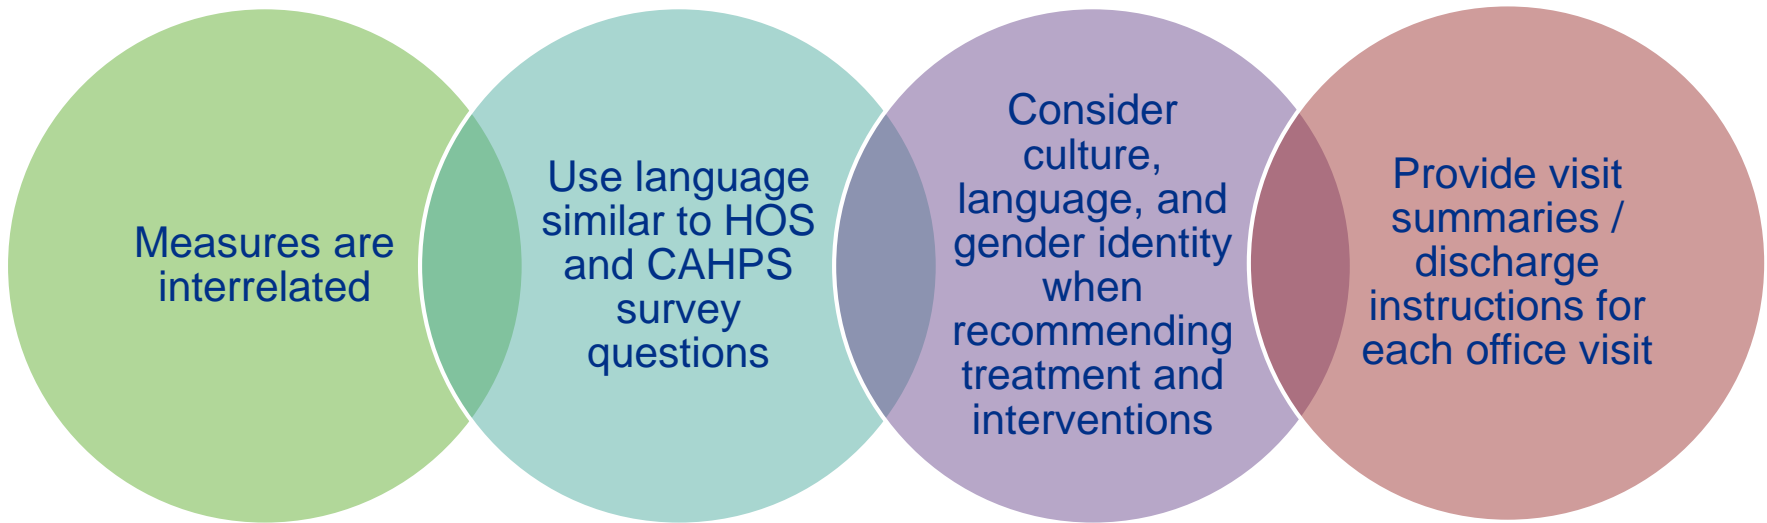 Measures are
interrelated
Use language
similar to HOS
and CAHPS
survey
questions
Consider
culture,
language, and
gender identity
when
recommending
treatment and
interventions
Provide visit
summaries /
discharge
instructions for
each office visit